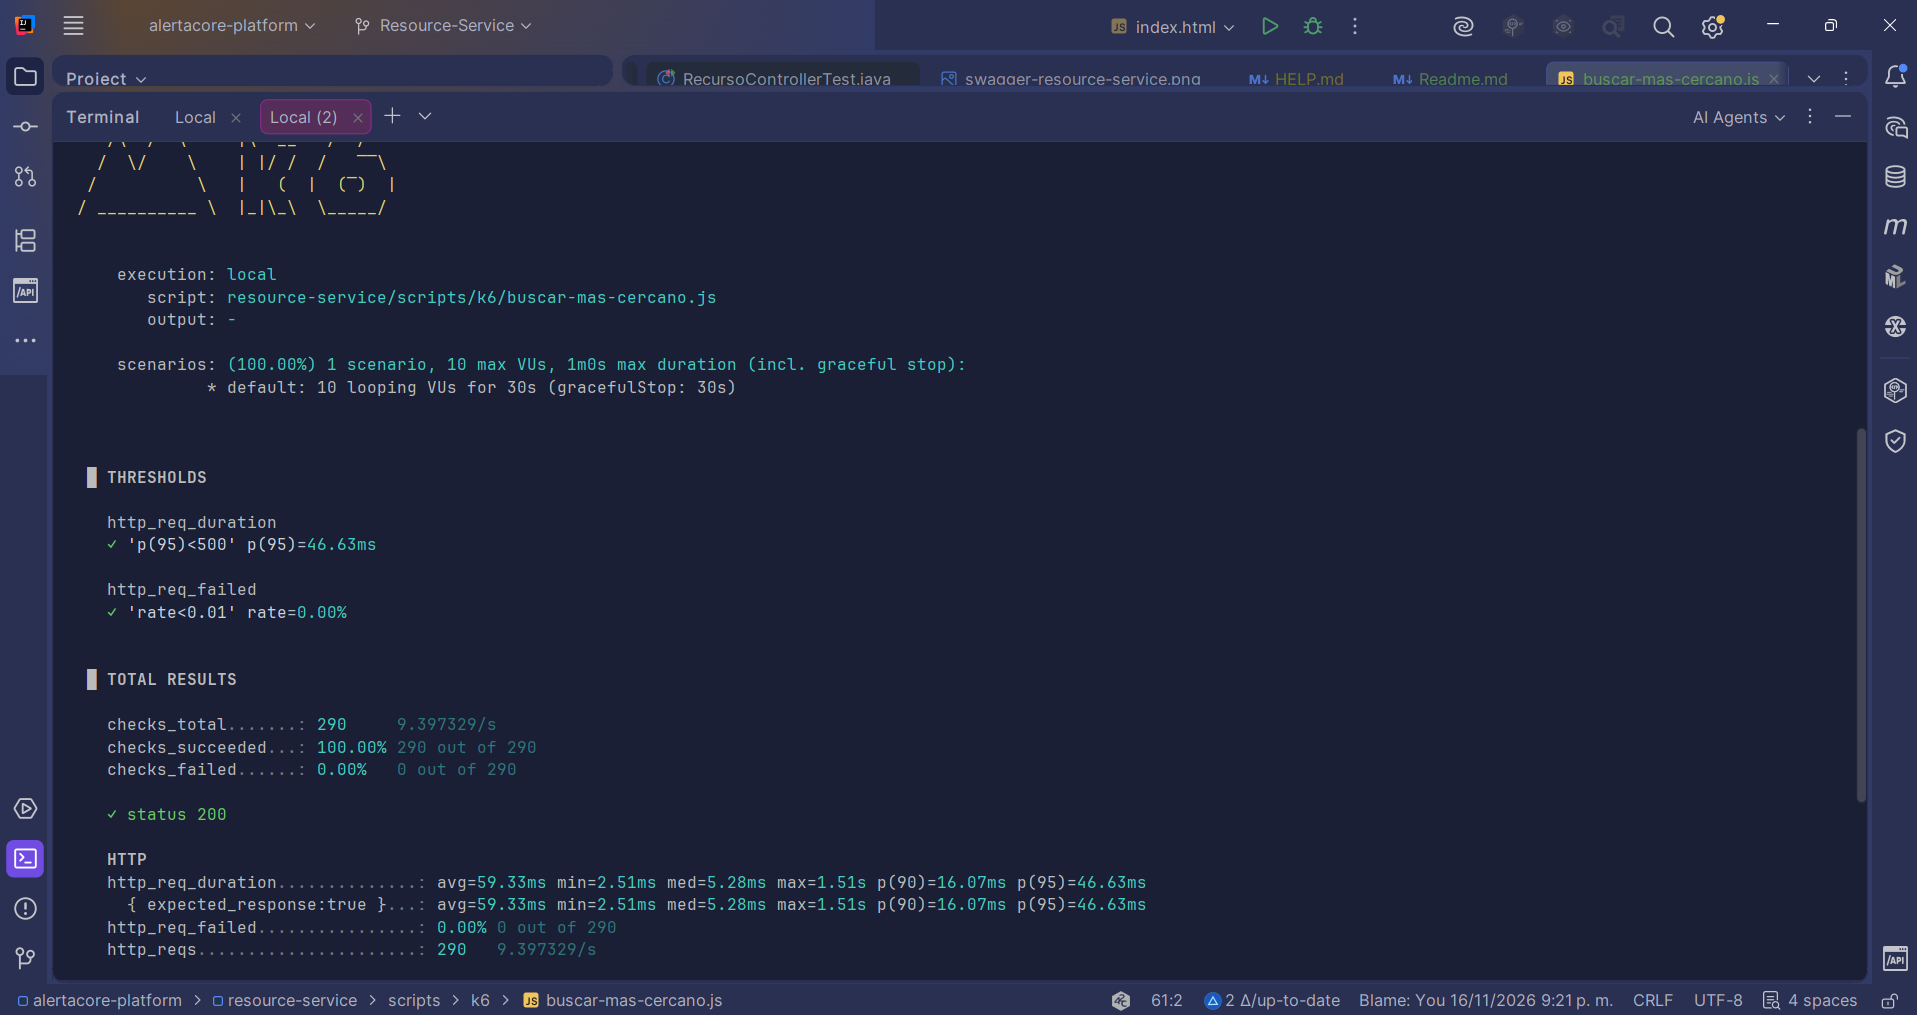 alertacore-platform
Resource-Service
index.html
Project
RecursoControllerTest.java
swagger-resource-service.png
HELP.md
Readme.md
buscar-mas-cercano.js
Terminal
Local
Local (2)
AI Agents
execution: local
script: resource-service/scripts/k6/buscar-mas-cercano.js
output: -
scenarios: (100.00%) 1 scenario, 10 max VUs, 1m0s max duration (incl. graceful stop):
* default: 10 looping VUs for 30s (gracefulStop: 30s)
THRESHOLDS
http_req_duration
✓ 'p(95)<500' p(95)=46.63ms
http_req_failed
✓ 'rate<0.01' rate=0.00%
TOTAL RESULTS
checks_total.......: 290 9.397329/s
checks_succeeded...: 100.00% 290 out of 290
checks_failed......: 0.00% 0 out of 290
✓ status 200
HTTP
http_req_duration..............: avg=59.33ms min=2.51ms med=5.28ms max=1.51s p(90)=16.07ms p(95)=46.63ms
{ expected_response:true }...: avg=59.33ms min=2.51ms med=5.28ms max=1.51s p(90)=16.07ms p(95)=46.63ms
http_req_failed................: 0.00% 0 out of 290
http_reqs......................: 290 9.397329/s
alertacore-platform > resource-service > scripts > k6 > JS buscar-mas-cercano.js
61:2
2 Δ/up-to-date
Blame: You 16/11/2026 9:21 p. m.
CRLF
UTF-8
4 spaces